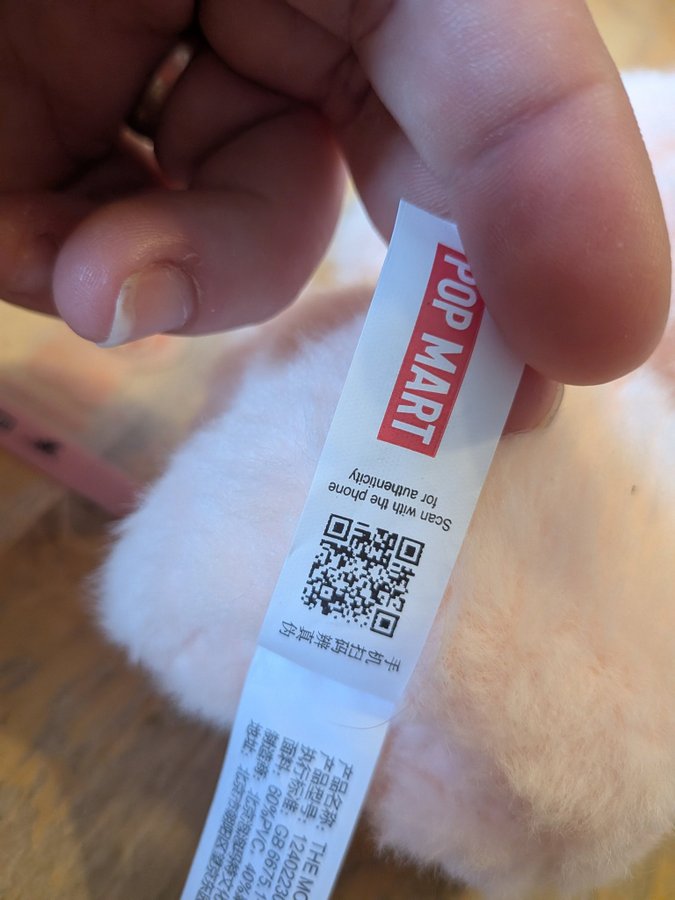 POP MART
Scan with the phone
for authenticity
手机扫码辨真伪
产品名称: THE MO
产品型号: 1240223
执行标准: GB 6675.1
面料: 60%PVC 40%